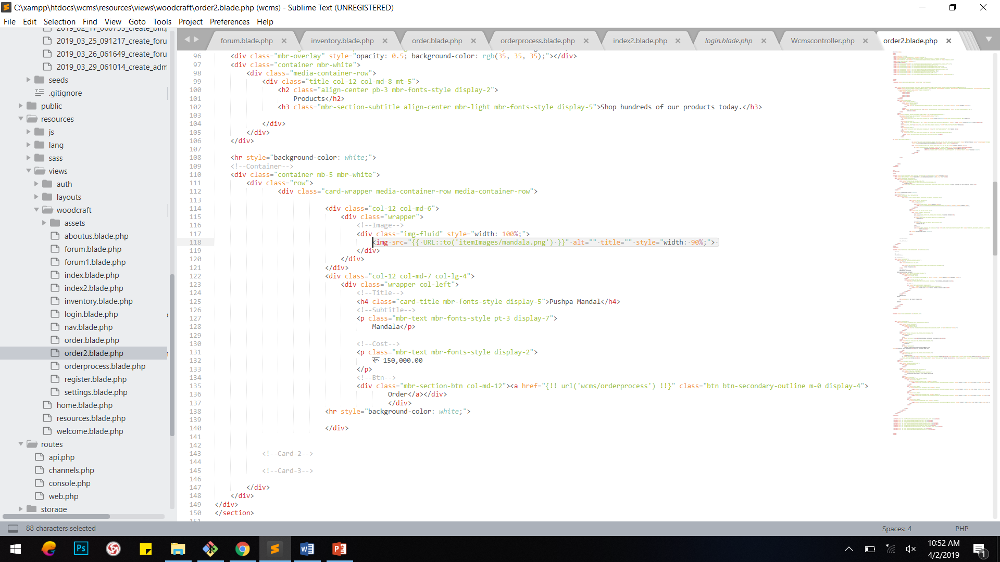 C:\xampp\htdocs\wcms\resources\views\woodcraft\order2.blade.php (wcms) - Sublime Text (UNREGISTERED)
File Edit Selection Find View Goto Tools Project Preferences Help
2019_03_25_091217_create_foru
2019_03_26_061649_create_foru
2019_03_29_061014_create_adm
seeds
.gitignore
public
resources
js
lang
sass
views
auth
layouts
woodcraft
assets
aboutus.blade.php
forum.blade.php
forum1.blade.php
index.blade.php
index2.blade.php
inventory.blade.php
login.blade.php
nav.blade.php
order.blade.php
order2.blade.php
orderprocess.blade.php
register.blade.php
settings.blade.php
home.blade.php
resources.blade.php
welcome.blade.php
routes
api.php
channels.php
console.php
web.php
storage
forum.blade.php inventory.blade.php order.blade.php orderprocess.blade.php index2.blade.php login.blade.php Wcmscontroller.php order2.blade.php
96 <div class="mbr-overlay" style="opacity: 0.5; background-color: rgb(35, 35, 35);"></div>
97 <div class="container mbr-white">
98 <div class="media-container-row">
99 <div class="title col-12 col-md-8 mt-5">
100 <h2 class="align-center pb-3 mbr-fonts-style display-2">
101 Products</h2>
102 <h3 class="mbr-section-subtitle align-center mbr-light mbr-fonts-style display-5">Shop hundreds of our products today.</h3>
103
104 </div>
105 </div>
106 </div>
107
108 <hr style="background-color: white;">
109 <!--Container-->
110 <div class="container mb-5 mbr-white">
111 <div class="row">
112 <div class="card-wrapper media-container-row media-container-row">
113
114 <div class="col-12 col-md-6">
115 <div class="wrapper">
116 <!--Image-->
117 <div class="img-fluid" style="width: 100%;">
118 <img src="{{ URL::to('itemImages/mandala.png') }}" alt="" title="" style="width: 90%;">
119 </div>
120 </div>
121 </div>
122 <div class="col-12 col-md-7 col-lg-4">
123 <div class="wrapper col-left">
124 <!--Title-->
125 <h4 class="card-title mbr-fonts-style display-5">Pushpa Mandal</h4>
126 <!--Subtitle-->
127 <p class="mbr-text mbr-fonts-style pt-3 display-7">
128 Mandala</p>
129
130 <!--Cost-->
131 <p class="mbr-text mbr-fonts-style display-2">
132 रू 150,000.00
133 </p>
134 <!--Btn-->
135 <div class="mbr-section-btn col-md-12"><a href="{!! url('wcms/orderprocess') !!}" class="btn btn-secondary-outline m-0 display-4">
136 Order</a></div>
137 </div>
138 <hr style="background-color: white;">
139
140 </div>
141
142
143 <!--Card-2-->
144
145 <!--Card-3-->
146
147 </div>
148 </div>
149 </div>
150 </section>
151
88 characters selected
Spaces: 4 PHP
10:52 AM
4/2/2019
1